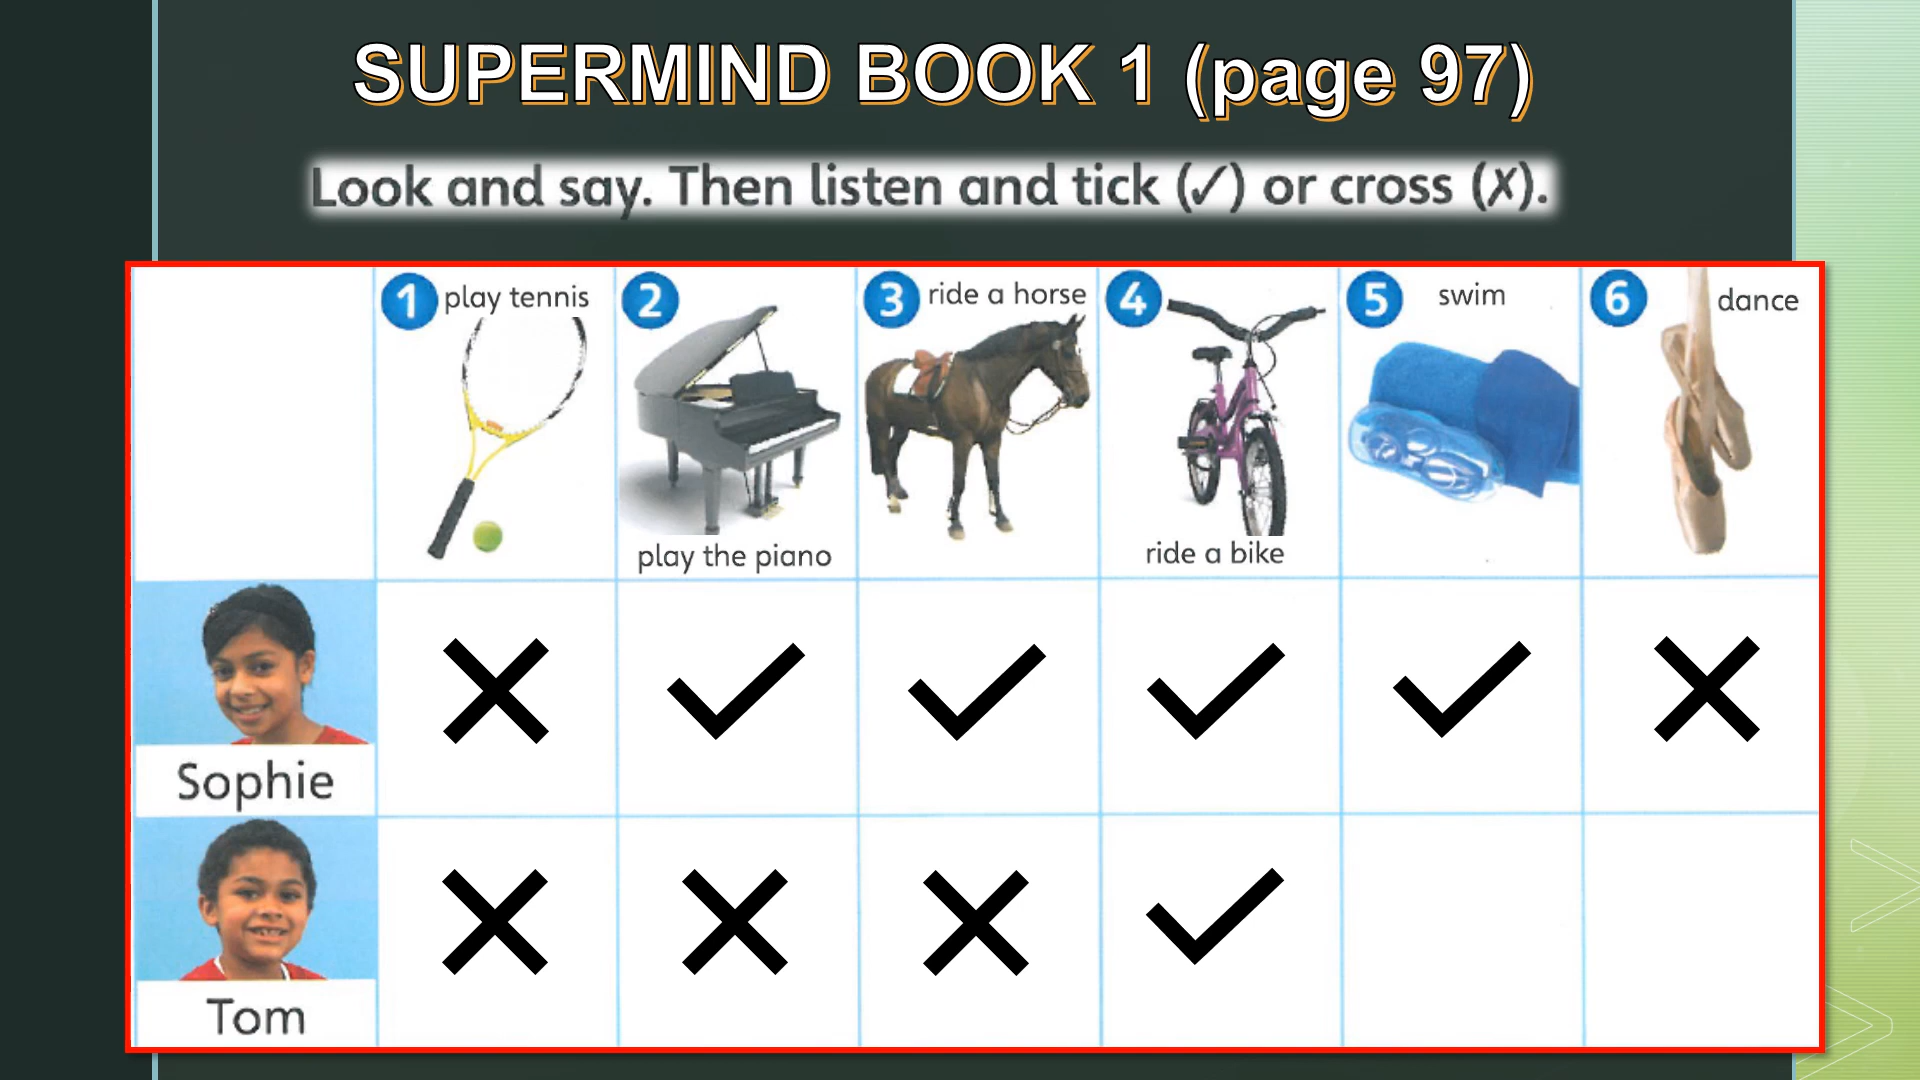 SUPERMIND BOOK 1 (page 97)
Look and say. Then listen and tick (✓) or cross (✗).
1 play tennis
2
play the piano
3 ride a horse
4
ride a bike
5 swim
6 dance
Sophie
Tom